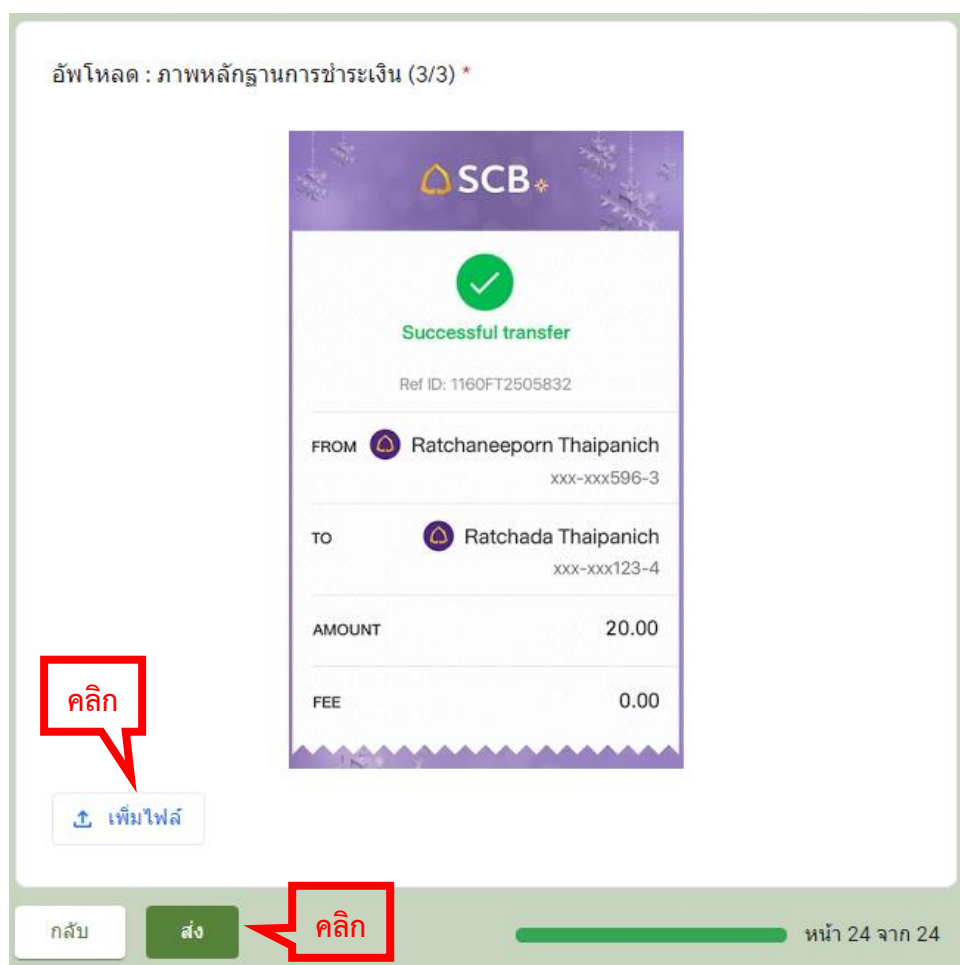 อัพโหลด : ภาพหลักฐานการชำระเงิน (3/3) *
SCB
Successful transfer
Ref ID: 1160FT2505832
FROM Ratchaneeporn Thaipanich
xxx-xxx596-3
TO Ratchada Thaipanich
xxx-xxx123-4
AMOUNT 20.00
FEE 0.00
คลิก
เพิ่มไฟล์
กลับ ส่ง คลิก หน้า 24 จาก 24